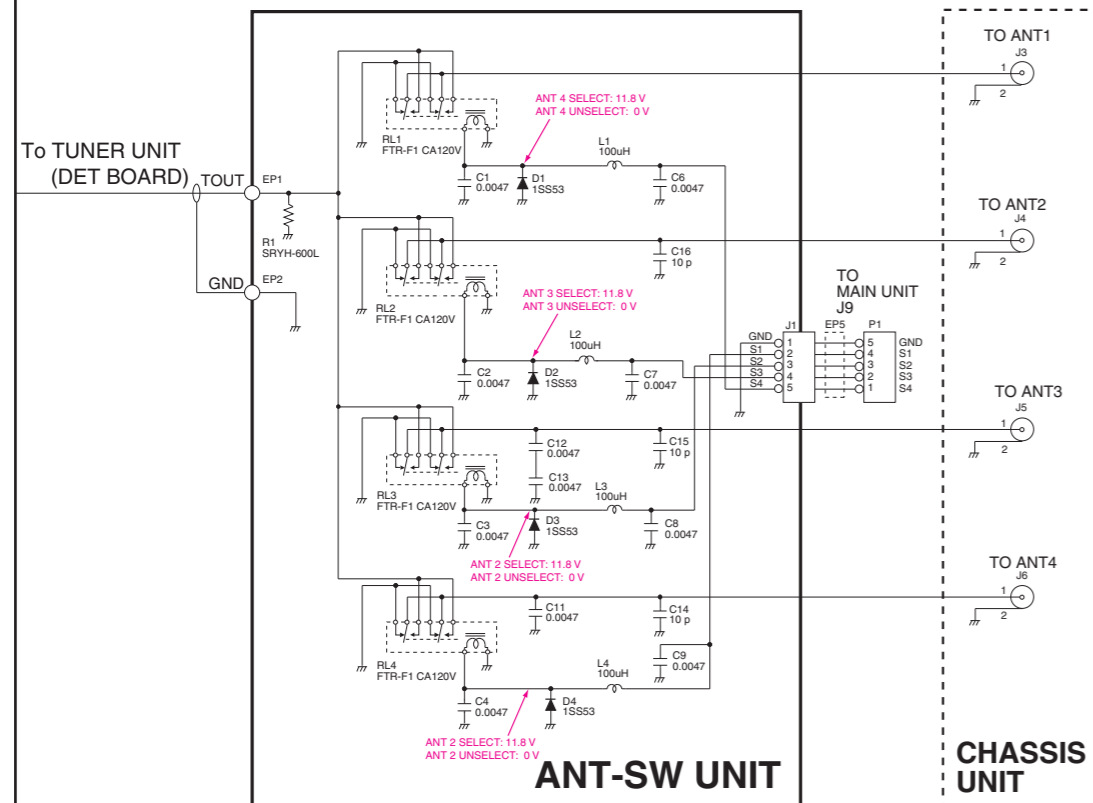 TO ANT1
J3
1
2
ANT 4 SELECT: 11.8 V
ANT 4 UNSELECT: 0 V
RL1
FTR-F1 CA120V
L1
100uH
C1
0.0047
D1
1SS53
C6
0.0047
To TUNER UNIT
(DET BOARD)
TOUT
EP1
R1
SRYH-600L
GND
EP2
TO ANT2
J4
1
2
C16
10 p
RL2
FTR-F1 CA120V
ANT 3 SELECT: 11.8 V
ANT 3 UNSELECT: 0 V
L2
100uH
C2
0.0047
D2
1SS53
C7
0.0047
TO
MAIN UNIT
J9
J1
EP5
P1
GND 1 5 GND
S1 2 4 S1
S2 3 3 S2
S3 4 2 S3
S4 5 1 S4
TO ANT3
J5
1
2
C12
0.0047
C15
10 p
C13
0.0047
RL3
FTR-F1 CA120V
L3
100uH
C3
0.0047
D3
1SS53
C8
0.0047
ANT 2 SELECT: 11.8 V
ANT 2 UNSELECT: 0 V
TO ANT4
J6
1
2
C11
0.0047
C14
10 p
RL4
FTR-F1 CA120V
C9
0.0047
L4
100uH
C4
0.0047
D4
1SS53
ANT 2 SELECT: 11.8 V
ANT 2 UNSELECT: 0 V
ANT-SW UNIT
CHASSIS
UNIT